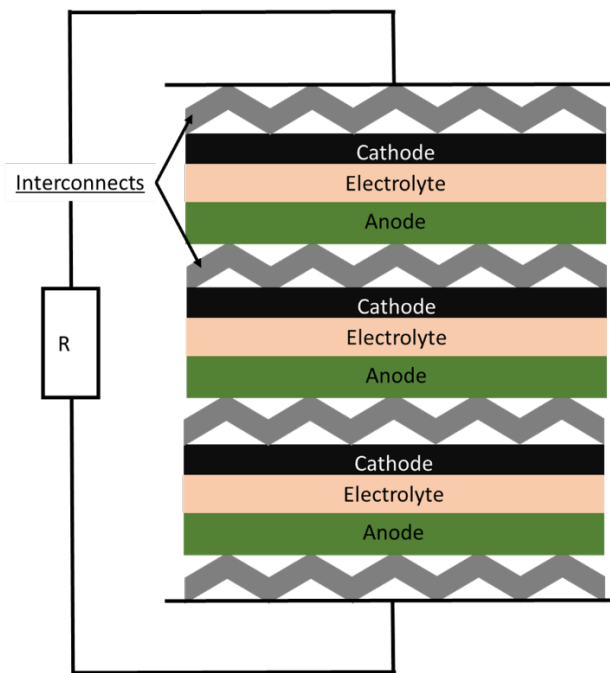 Cathode
Interconnects
Electrolyte
Anode
Cathode
R
Electrolyte
Anode
Cathode
Electrolyte
Anode